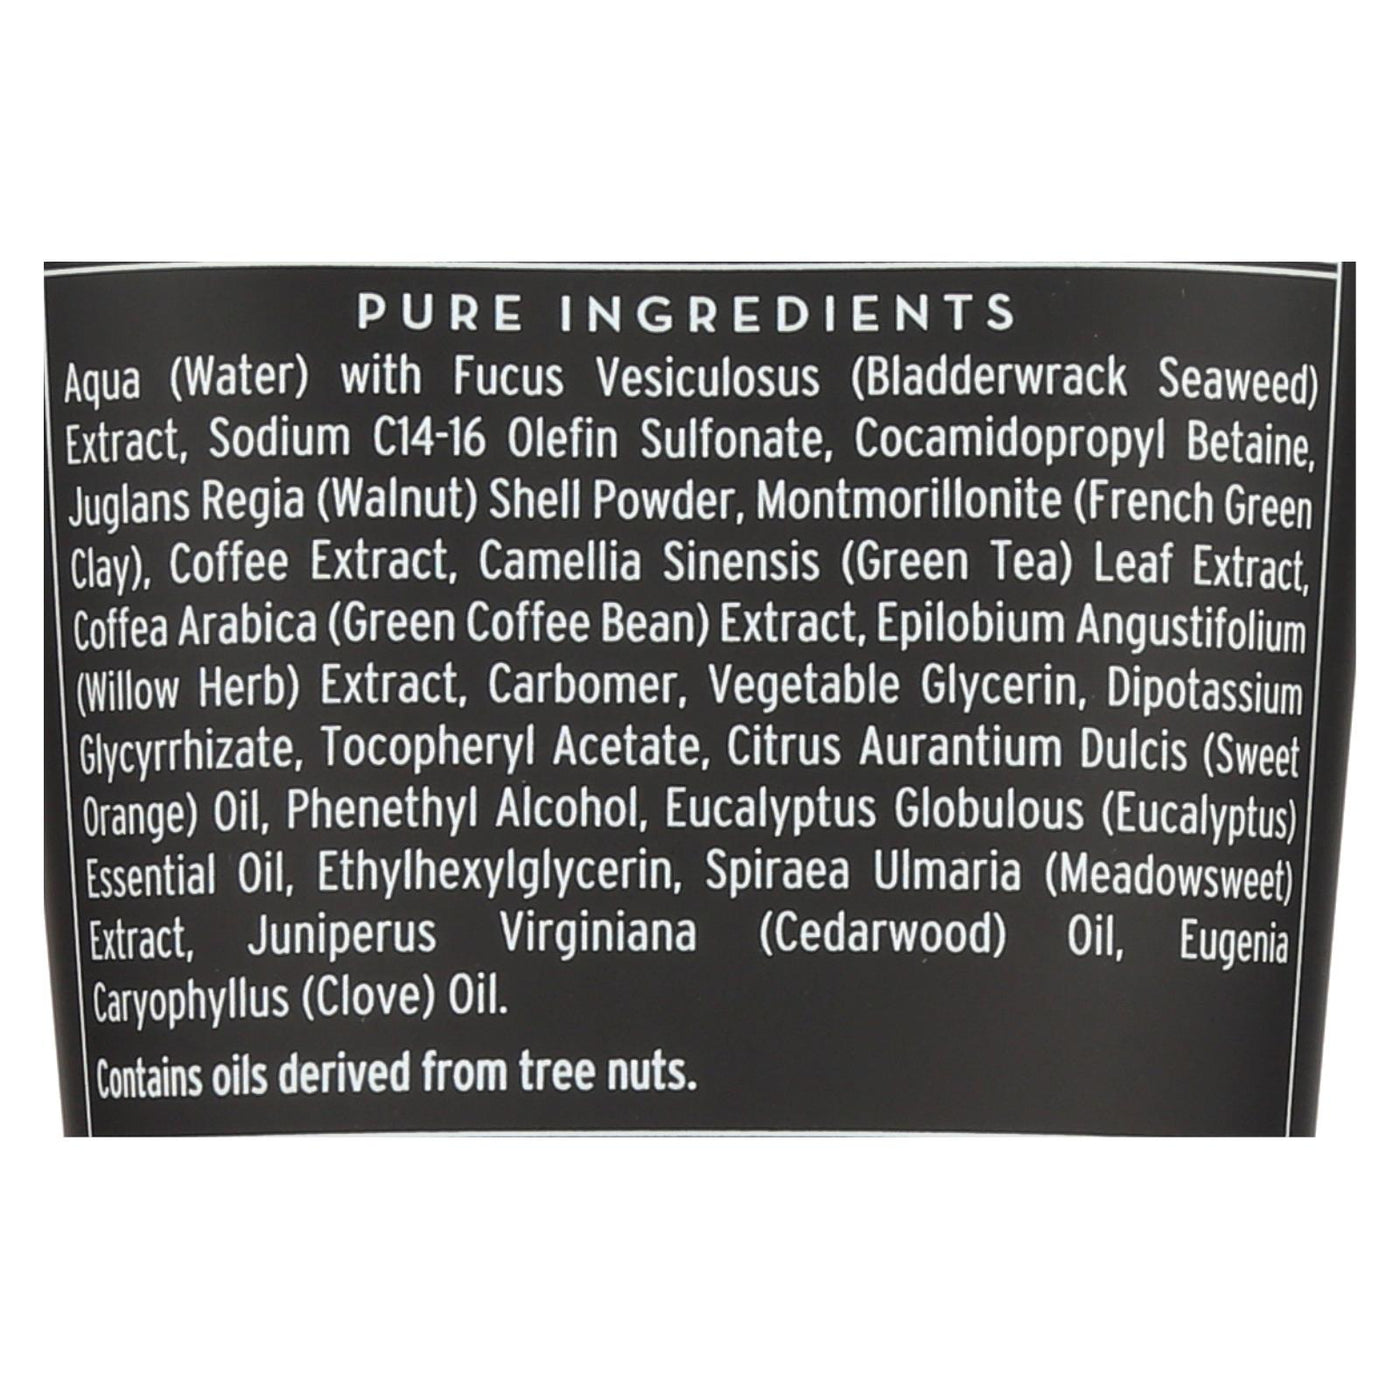 PURE INGREDIENTS
Aqua (Water) with Fucus Vesiculosus (Bladderwrack Seaweed)
Extract, Sodium C14-16 Olefin Sulfonate, Cocamidopropyl Betaine,
Juglans Regia (Walnut) Shell Powder, Montmorillonite (French Green
Clay), Coffee Extract, Camellia Sinensis (Green Tea) Leaf Extract,
Coffea Arabica (Green Coffee Bean) Extract, Epilobium Angustifolium
(Willow Herb) Extract, Carbomer, Vegetable Glycerin, Dipotassium
Glycyrrhizate, Tocopheryl Acetate, Citrus Aurantium Dulcis (Sweet
Orange) Oil, Phenethyl Alcohol, Eucalyptus Globulous (Eucalyptus)
Essential Oil, Ethylhexylglycerin, Spiraea Ulmaria (Meadowsweet)
Extract, Juniperus Virginiana (Cedarwood) Oil, Eugenia
Caryophyllus (Clove) Oil.
Contains oils derived from tree nuts.